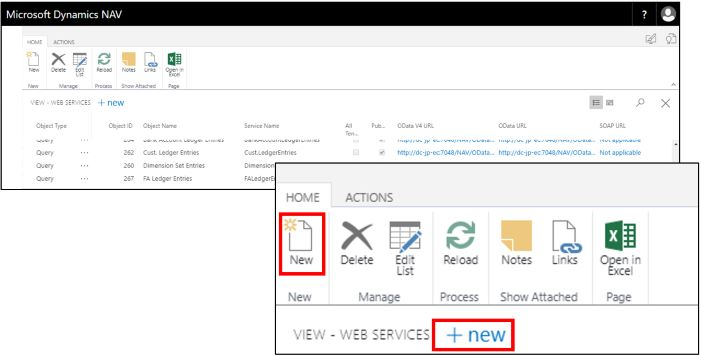 Microsoft Dynamics NAV ?
HOME ACTIONS
New Delete Edit List Reload Notes Links Open in Excel
New Manage Process Show Attached Page
VIEW - WEB SERVICES + new
Object Type Object ID Object Name Service Name All Ten... Pub... OData V4 URL OData URL SOAP URL
Query ... 254 Bank Account Ledger Entries BankAccountLedgerEntries http://dc-jp-ec7048/NAV/OData... http://dc-jp-ec7048/NAV/OData... Not applicable
Query ... 262 Cust. Ledger Entries Cust.LedgerEntries http://dc-jp-ec7048/NAV/OData... http://dc-jp-ec7048/NAV/OData... Not applicable
Query ... 260 Dimension Set Entries Dimension
Query ... 267 FA Ledger Entries FALedgerE
HOME ACTIONS
New Delete Edit List Reload Notes Links Open in Excel
New Manage Process Show Attached Page
VIEW - WEB SERVICES + new